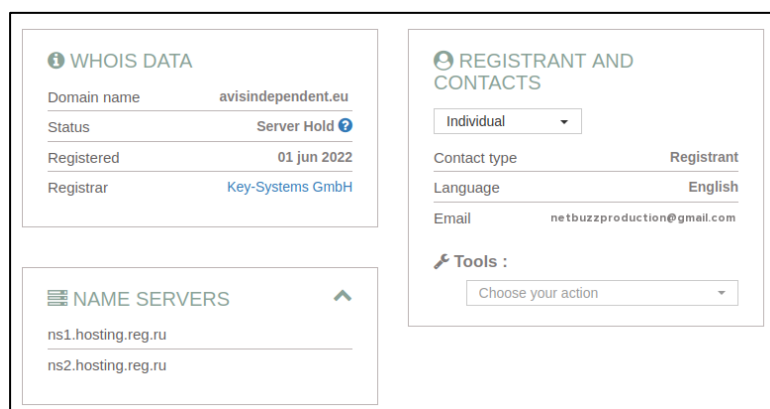 WHOIS DATA
Domain name avisindependent.eu
Status Server Hold
Registered 01 jun 2022
Registrar Key-Systems GmbH
NAME SERVERS
ns1.hosting.reg.ru
ns2.hosting.reg.ru
REGISTRANT AND
CONTACTS
Individual
Contact type Registrant
Language English
Email netbuzzproduction@gmail.com
Tools :
Choose your action